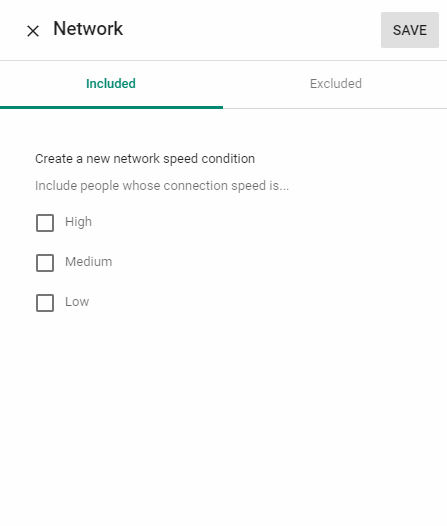 Network
SAVE
Included
Excluded
Create a new network speed condition
Include people whose connection speed is...
High
Medium
Low